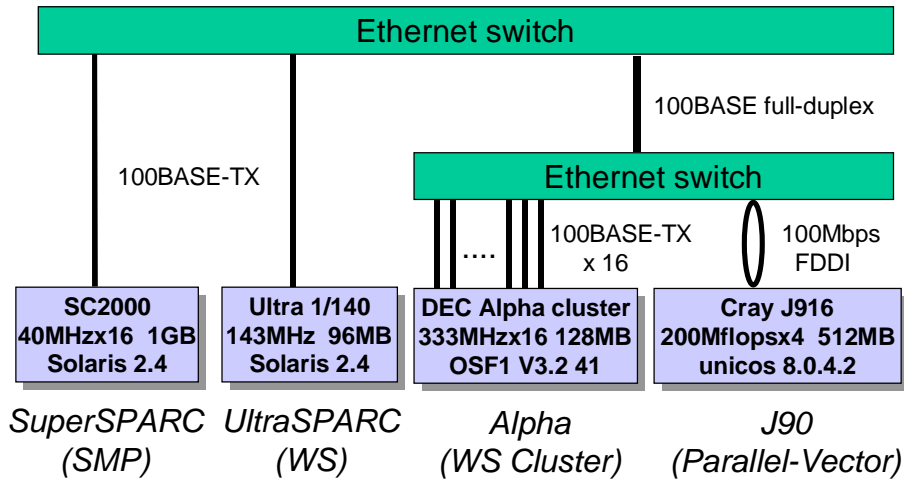 Ethernet switch
100BASE full-duplex
100BASE-TX
Ethernet switch
....
100BASE-TX
x 16
100Mbps
FDDI
SC2000
40MHzx16 1GB
Solaris 2.4
Ultra 1/140
143MHz 96MB
Solaris 2.4
DEC Alpha cluster
333MHzx16 128MB
OSF1 V3.2 41
Cray J916
200Mflopsx4 512MB
unicos 8.0.4.2
SuperSPARC
(SMP)
UltraSPARC
(WS)
Alpha
(WS Cluster)
J90
(Parallel-Vector)